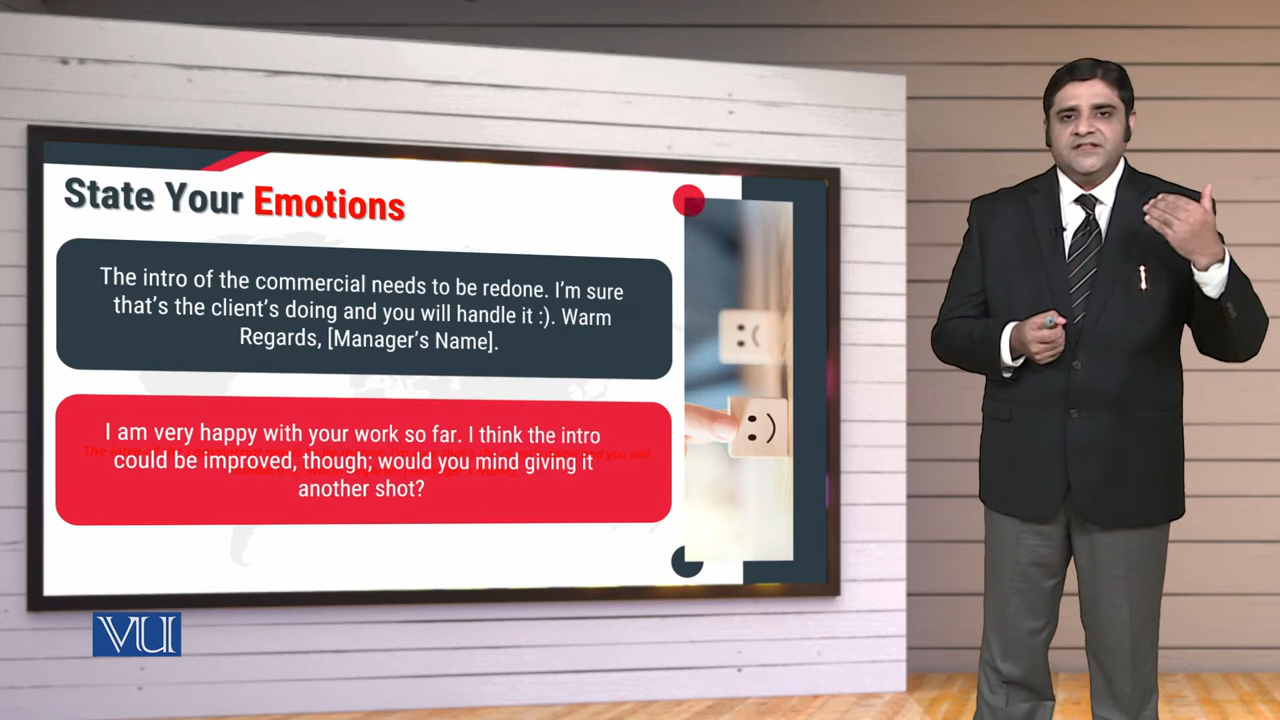 State Your Emotions
The intro of the commercial needs to be redone. I'm sure
that's the client's doing and you will handle it :). Warm
Regards, [Manager's Name].
I am very happy with your work so far. I think the intro
could be improved, though; would you mind giving it
another shot?
VU